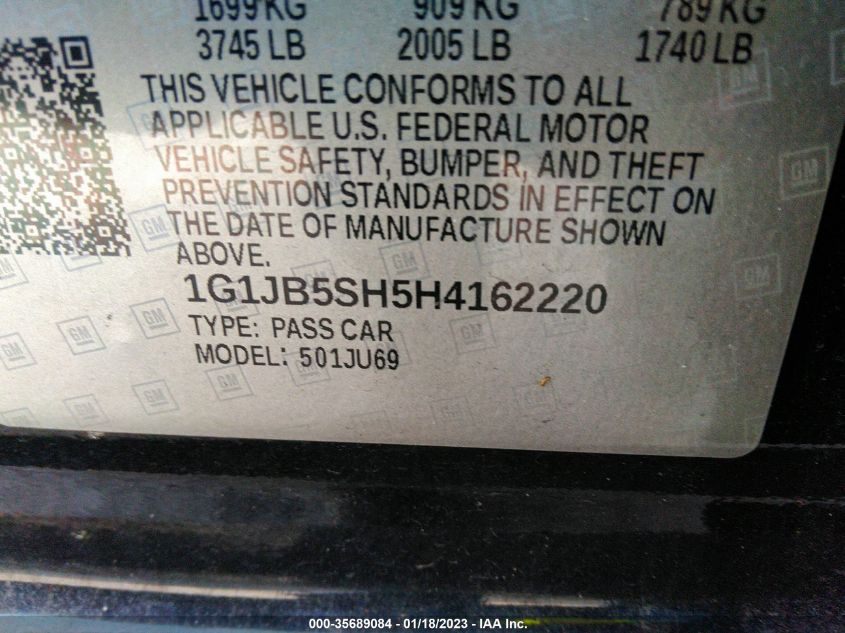 1699 KG 909 KG 789 KG
3745 LB 2005 LB 1740 LB
THIS VEHICLE CONFORMS TO ALL
APPLICABLE U.S. FEDERAL MOTOR
VEHICLE SAFETY, BUMPER, AND THEFT
PREVENTION STANDARDS IN EFFECT ON
THE DATE OF MANUFACTURE SHOWN
ABOVE.
1G1JB5SH5H4162220
TYPE: PASS CAR
MODEL: 501JU69
000-35689084 - 01/18/2023 - IAA Inc.